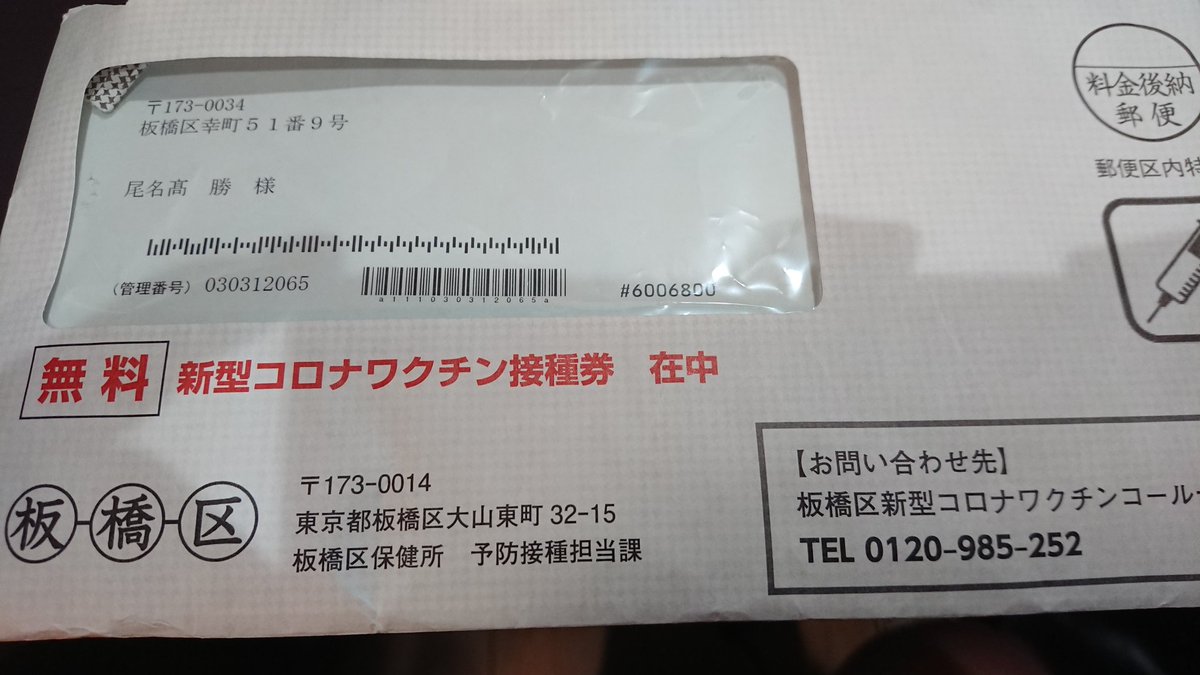 〒173-0034
板橋区幸町51番9号
尾名髙 勝 様
(管理番号) 030312065
a111030312065a
#6006800
料金後納
郵便
郵便区内特
無料
新型コロナワクチン接種券 在中
板橋区
〒173-0014
東京都板橋区大山東町 32-15
板橋区保健所 予防接種担当課
【お問い合わせ先】
板橋区新型コロナワクチンコール
TEL 0120-985-252